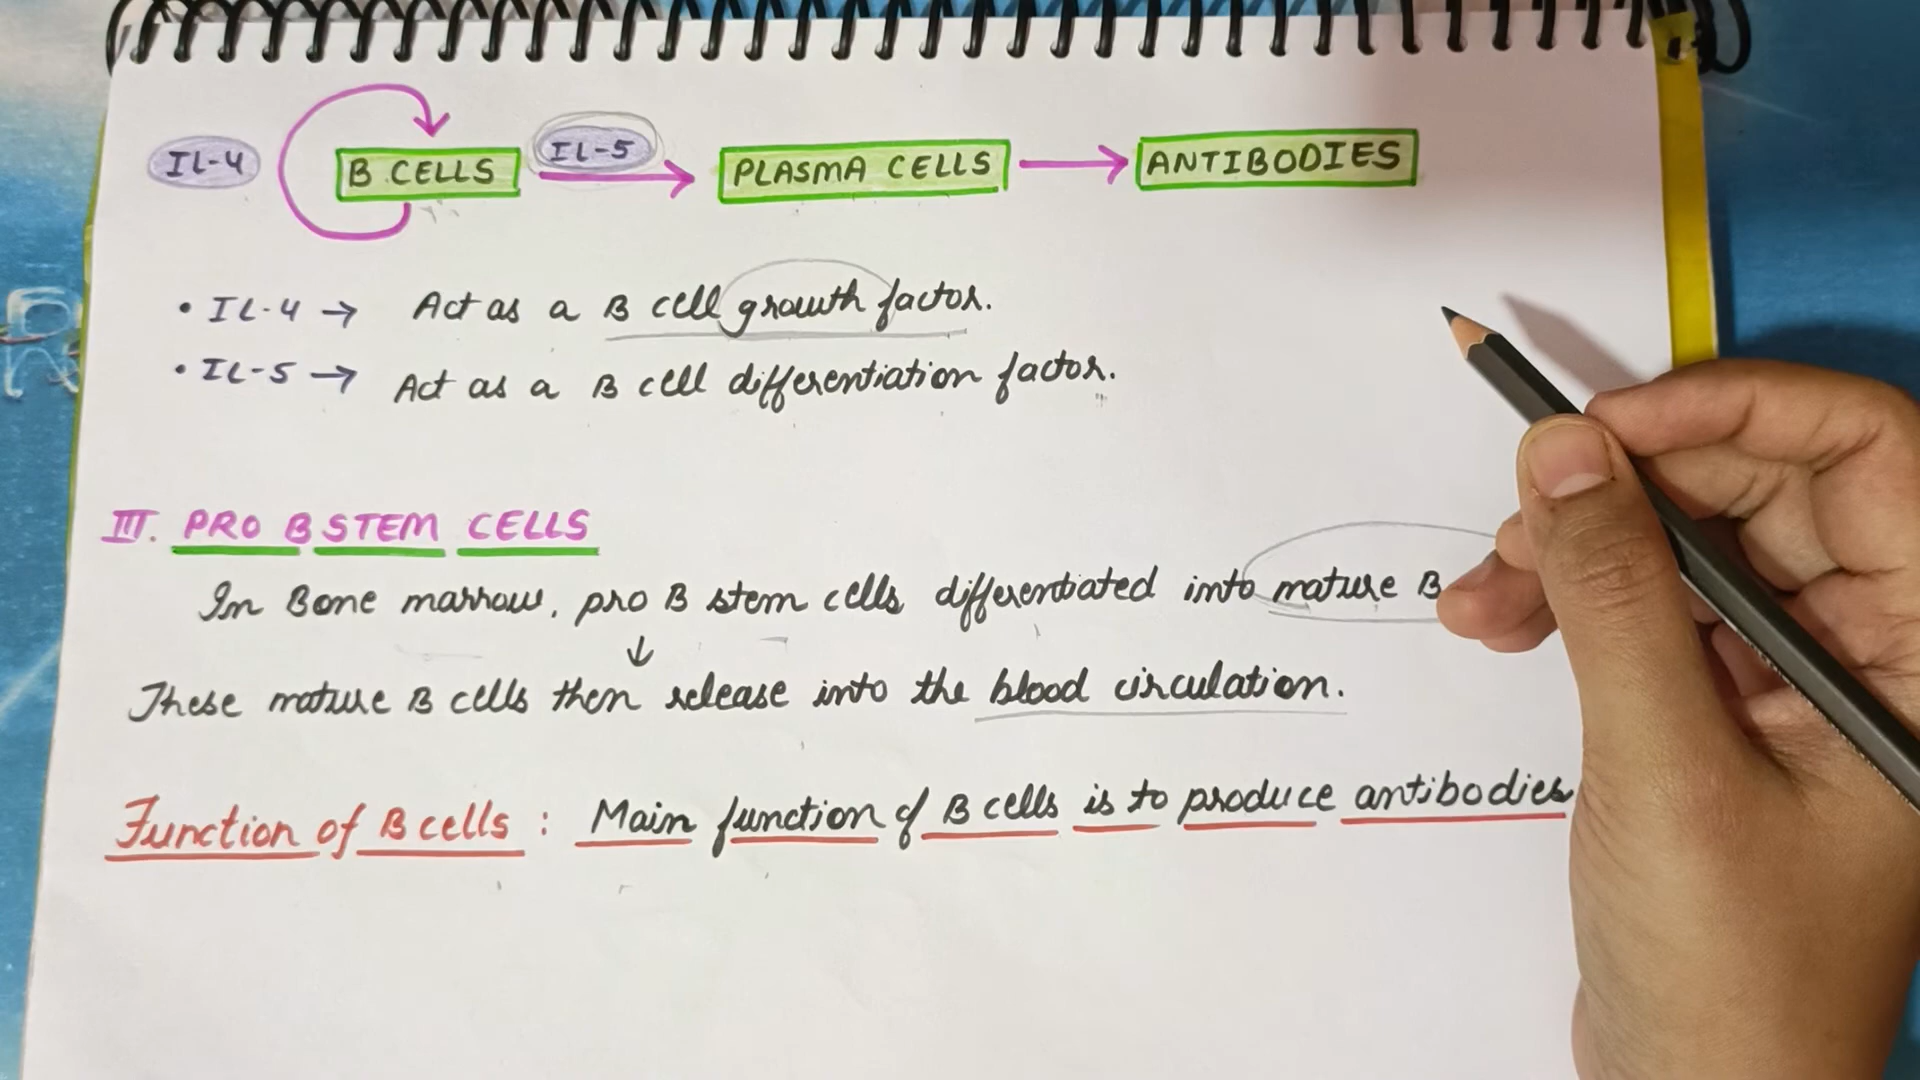 IL-4 B CELLS IL-5 PLASMA CELLS ANTIBODIES
• IL-4 → Act as a B cell growth factor.
• IL-5 → Act as a B cell differentiation factor.
III. PRO B STEM CELLS
In Bone marrow, pro B stem cells differentiated into mature B
↓
These mature B cells then release into the blood circulation.
Function of B cells : Main function of B cells is to produce antibodies